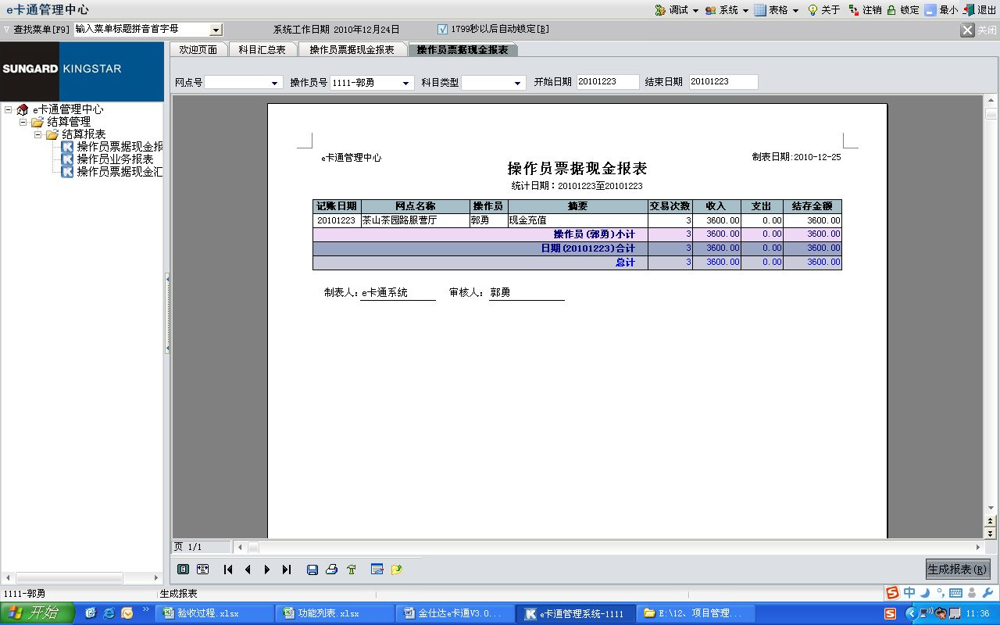 e卡通管理中心
调试 系统 表格 关于 注销 锁定 最小 退出
查找菜单[F9] 输入菜单标题拼音首字母 系统工作日期 2010年12月24日 1799秒以后自动锁定[B] 关闭
SUNGARD KINGSTAR
欢迎页面 科目汇总表 操作员票据现金报表 操作员票据现金报表
网点号 操作员号 1111-郭勇 科目类型 开始日期 20101223 结束日期 20101223
e卡通管理中心
结算管理
结算报表
操作员票据现金报
操作员业务报表
操作员票据现金汇
e卡通管理中心 制表日期:2010-12-25
操作员票据现金报表
统计日期：20101223至20101223
记账日期 网点名称 操作员 摘要 交易次数 收入 支出 结存金额
20101223 茶山茶园路服营厅 郭勇 现金充值 3 3600.00 0.00 3600.00
操作员(郭勇)小计 3 3600.00 0.00 3600.00
日期(20101223)合计 3 3600.00 0.00 3600.00
总计 3 3600.00 0.00 3600.00
制表人: e卡通系统 审核人: 郭勇
页 1/1
生成报表(R)
1111-郭勇 生成报表
中
开始 验收过程.xlsx 功能列表.xlsx 金仕达e卡通V3.0... e卡通管理系统-1111 E:\12、项目管理... 11:36